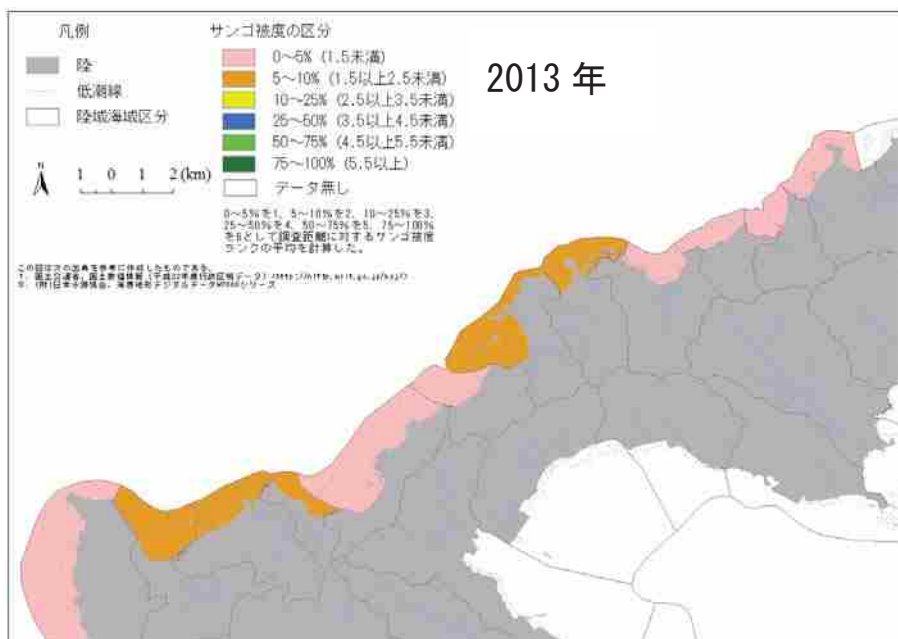 凡例
陸
低潮線
陸域海域区分
N
1 0 1 2 (km)
サンゴ被度の区分
0～5% (1.5未満)
5～10% (1.5以上2.5未満)
10～25% (2.5以上3.5未満)
25～50% (3.5以上4.5未満)
50～75% (4.5以上5.5未満)
75～100% (5.5以上)
データ無し
0～5%を1、5～10%を2、10～25%を3、
25～50%を4、50～75%を5、75～100%
を6として調査距離に対するサンゴ被度
ランクの平均を計算した。
2013 年
この図は次の出典を参考に作成したものである。